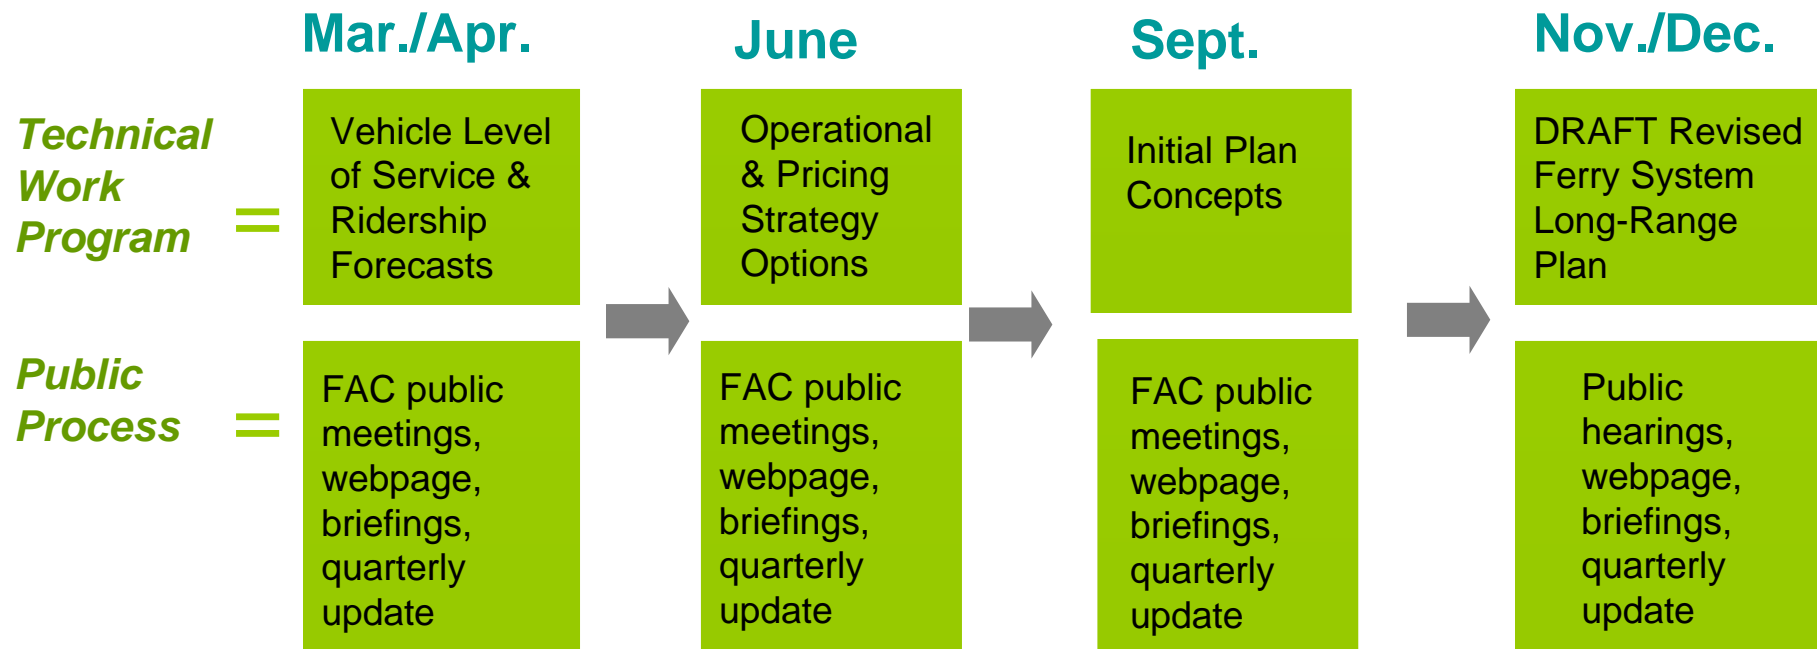 Mar./Apr.
June
Sept.
Nov./Dec.
Technical
Work
Program
=
Vehicle Level
of Service &
Ridership
Forecasts
Operational
& Pricing
Strategy
Options
Initial Plan
Concepts
DRAFT Revised
Ferry System
Long-Range
Plan
Public
Process
=
FAC public
meetings,
webpage,
briefings,
quarterly
update
FAC public
meetings,
webpage,
briefings,
quarterly
update
FAC public
meetings,
webpage,
briefings,
quarterly
update
Public
hearings,
webpage,
briefings,
quarterly
update